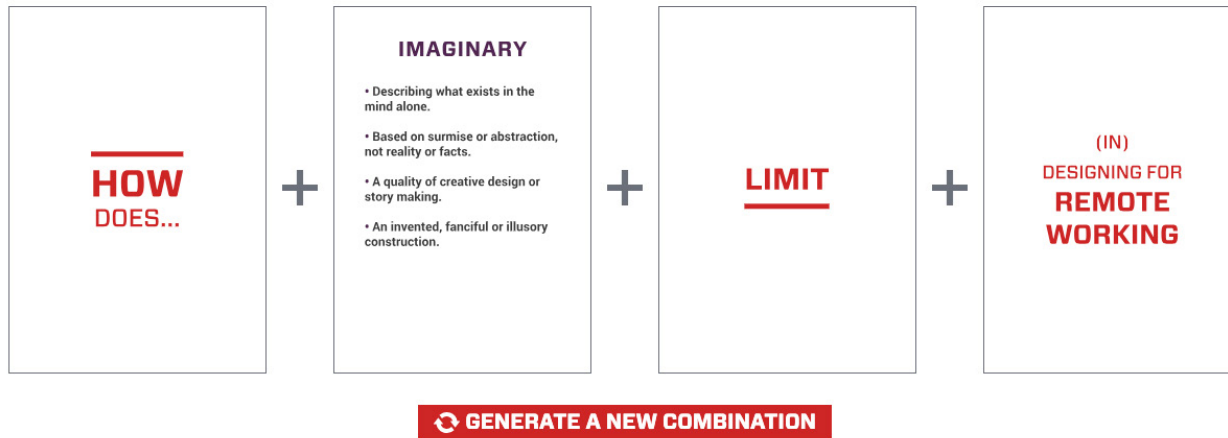 HOW
DOES...
+
IMAGINARY
• Describing what exists in the
mind alone.
• Based on surmise or abstraction,
not reality or facts.
• A quality of creative design or
story making.
• An invented, fanciful or illusory
construction.
+
LIMIT
+
(IN)
DESIGNING FOR
REMOTE
WORKING
GENERATE A NEW COMBINATION